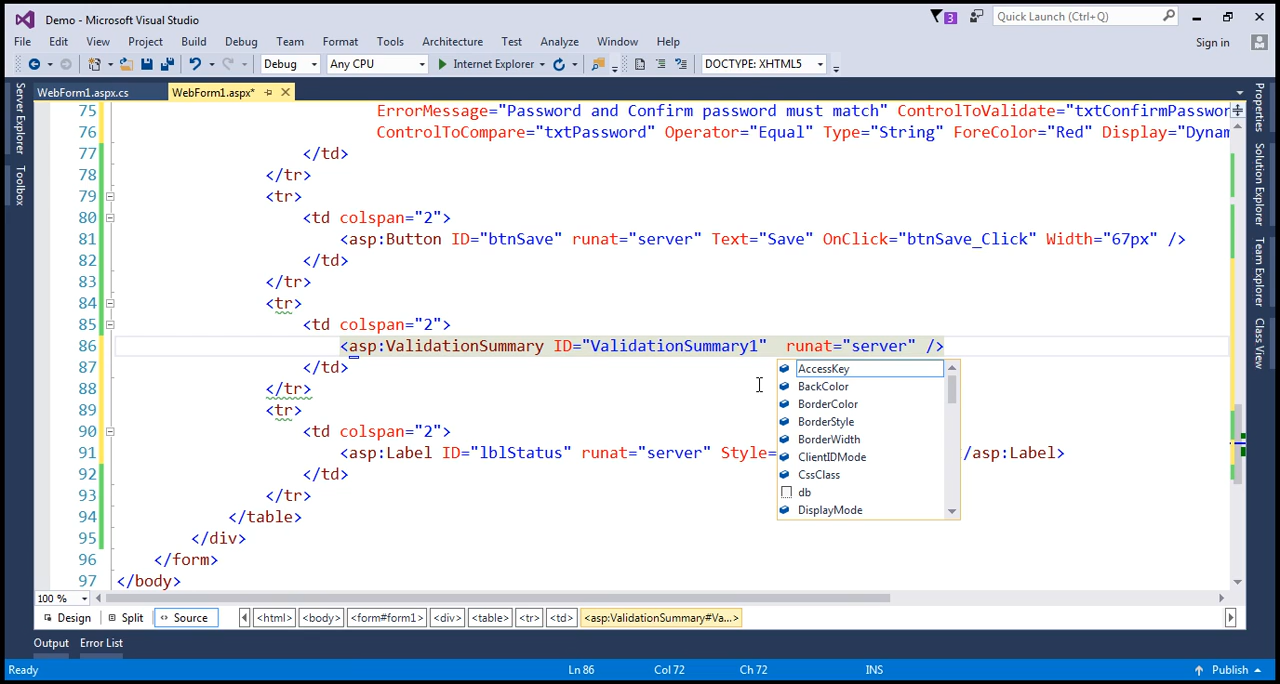 Demo - Microsoft Visual Studio
3
Quick Launch (Ctrl+Q)
File Edit View Project Build Debug Team Format Tools Architecture Test Analyze Window Help
Sign in
Debug Any CPU Internet Explorer DOCTYPE: XHTML5
Server Explorer
Toolbox
WebForm1.aspx.cs WebForm1.aspx*
Properties
Solution Explorer
Team Explorer
Class View
75 ErrorMessage="Password and Confirm password must match" ControlToValidate="txtConfirmPasswor
76 ControlToCompare="txtPassword" Operator="Equal" Type="String" ForeColor="Red" Display="Dynam
77 </td>
78 </tr>
79 <tr>
80 <td colspan="2">
81 <asp:Button ID="btnSave" runat="server" Text="Save" OnClick="btnSave_Click" Width="67px" />
82 </td>
83 </tr>
84 <tr>
85 <td colspan="2">
86 <asp:ValidationSummary ID="ValidationSummary1" runat="server" />
87 </td>
88 </tr>
89 <tr>
90 <td colspan="2">
91 <asp:Label ID="lblStatus" runat="server" Style= /asp:Label>
92 </td>
93 </tr>
94 </table>
95 </div>
96 </form>
97 </body>
AccessKey
BackColor
BorderColor
BorderStyle
BorderWidth
ClientIDMode
CssClass
db
DisplayMode
100 %
Design Split Source <html> <body> <form#form1> <div> <table> <tr> <td> <asp:ValidationSummary#Va...>
Output Error List
Ready Ln 86 Col 72 Ch 72 INS Publish